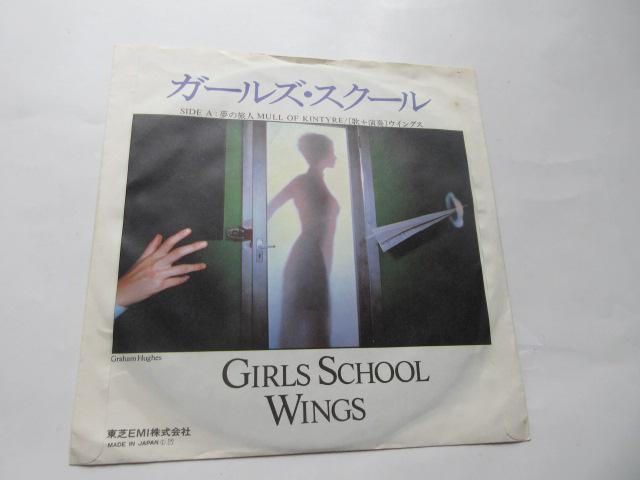 ガールズ・スクール
SIDE A:夢の旅人 MULL OF KINTYRE/[歌+演奏]ウイングス
Graham Hughes
GIRLS SCHOOL
WINGS
東芝EMI株式会社
MADE IN JAPAN